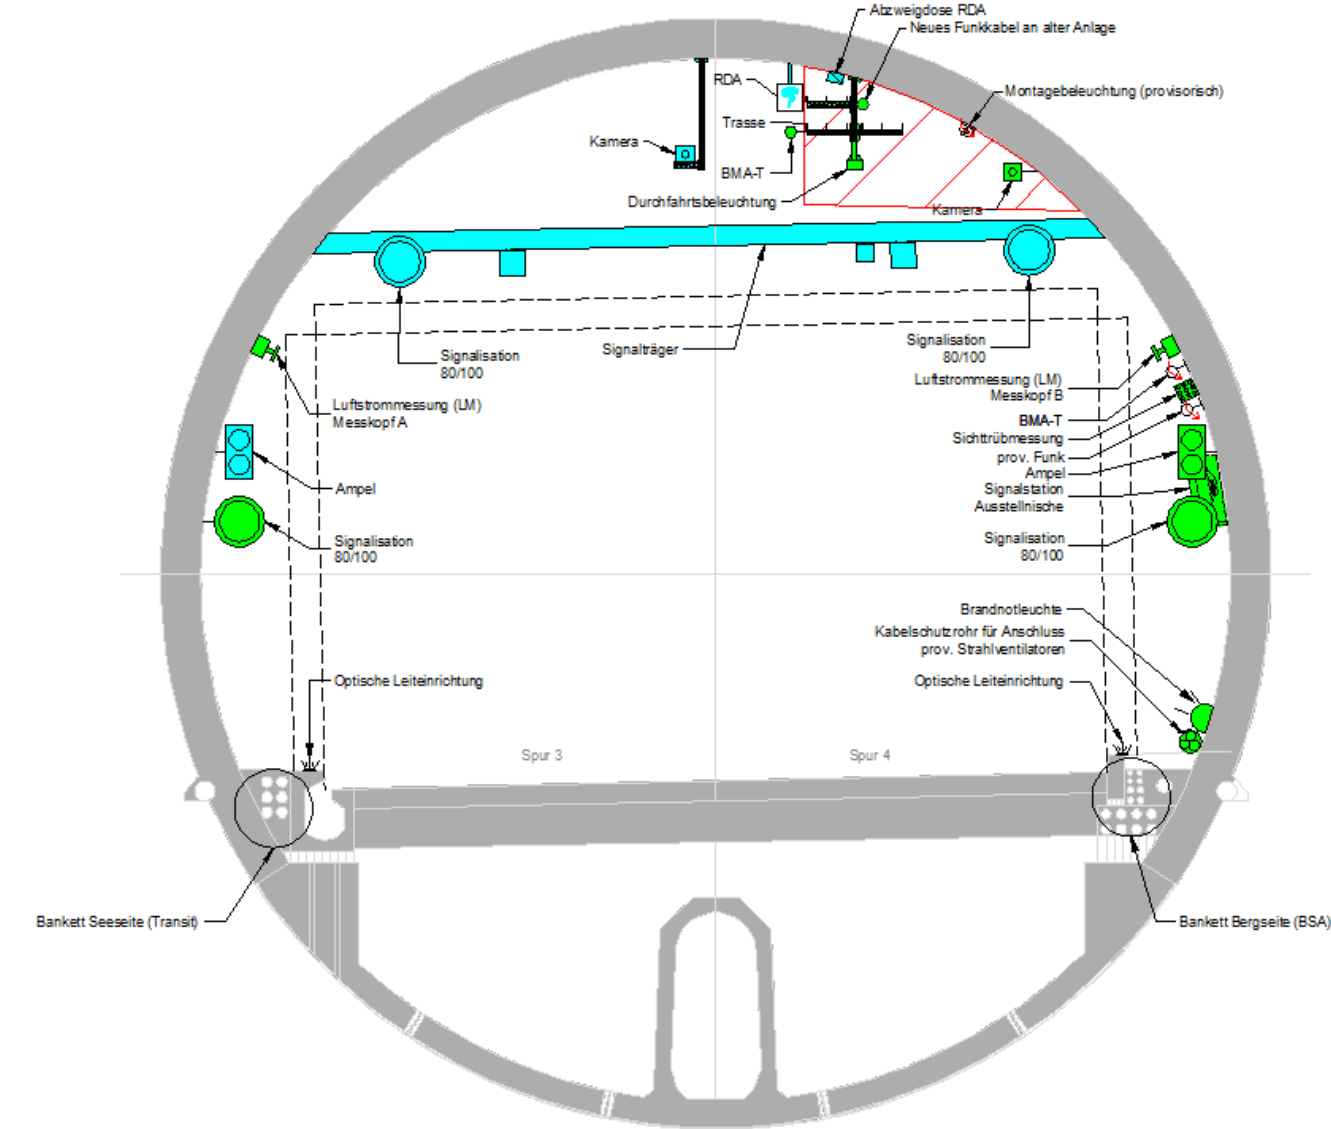 Abzweigdose RDA
Neues Funkkabel an alter Anlage
RDA
Montagebeleuchtung (provisorisch)
Trasse
Kamera
BMA-T
Durchfahrtsbeleuchtung
Kamera
Signalisation
80/100
Signalträger
Signalisation
80/100
Luftstrommessung (LM)
Messkopf A
Luftstrommessung (LM)
Messkopf B
BMA-T
Sichttrübmessung
prov. Funk
Ampel
Signalstation
Ausstellnische
Signalisation
80/100
Ampel
Signalisation
80/100
Brandnotleuchte
Kabelschutzrohr für Anschluss
prov. Strahlventilatoren
Optische Leiteinrichtung
Optische Leiteinrichtung
Spur 3
Spur 4
Bankett Seeseite (Transit)
Bankett Bergseite (BSA)